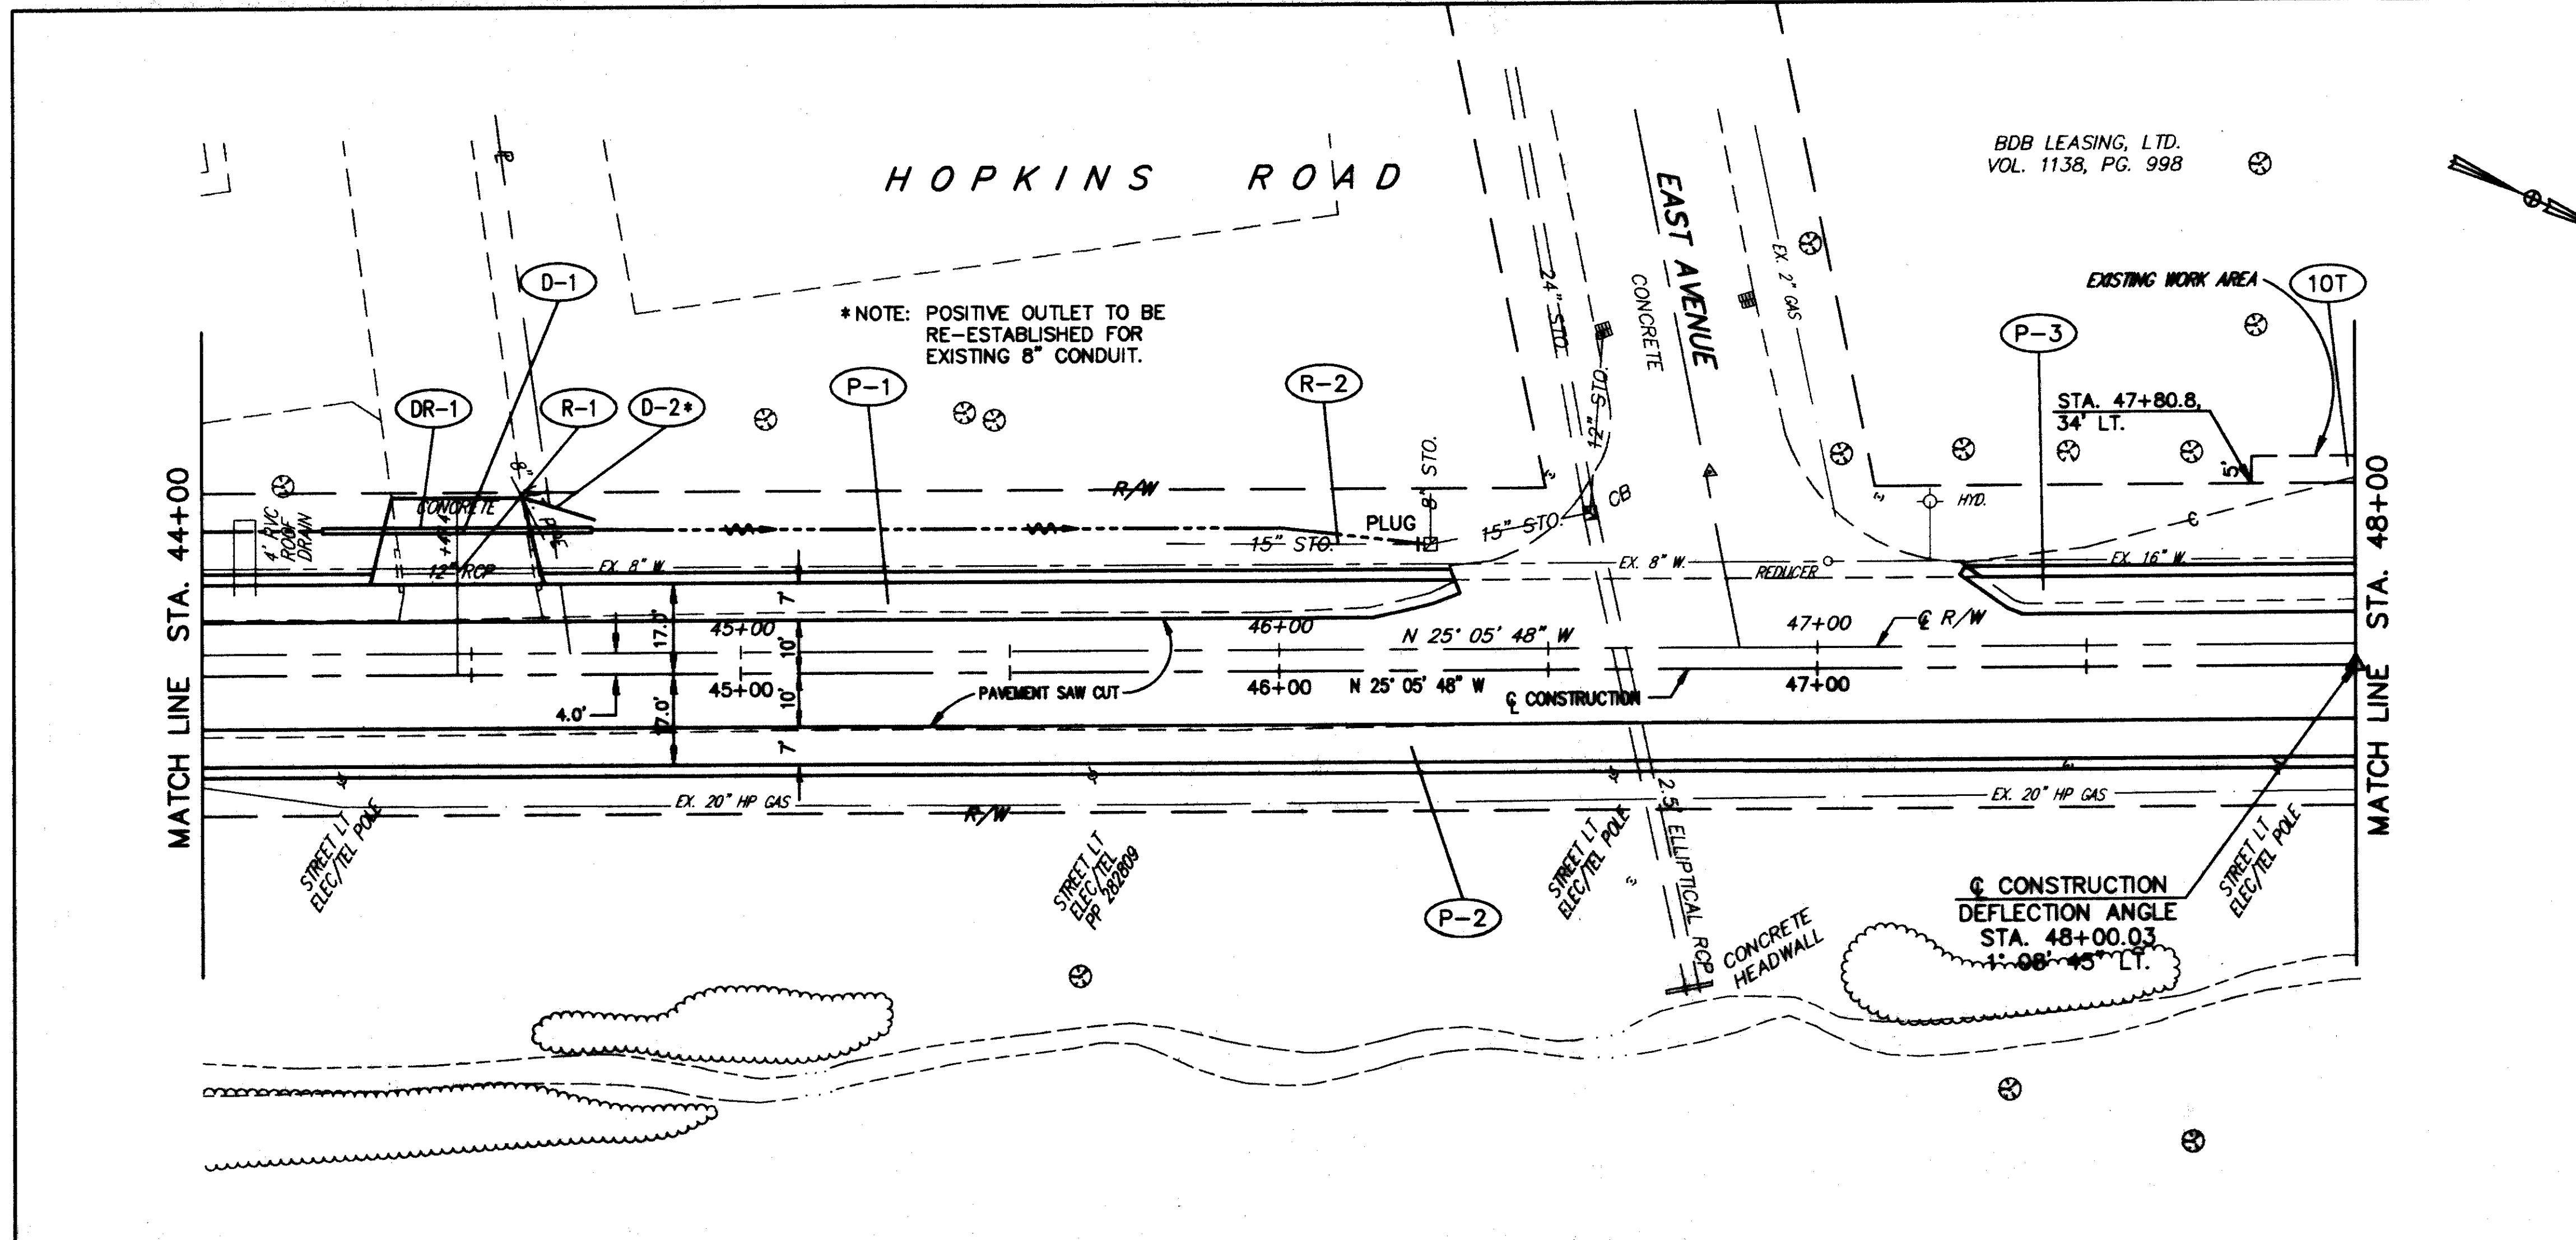 HOPKINS ROAD
BDB LEASING, LTD.
VOL. 1138, PG. 998
EAST AVENUE
CONCRETE
24" STO.
12" STO.
EX. 2" GAS
EXISTING WORK AREA
10T
D-1
*NOTE: POSITIVE OUTLET TO BE
RE-ESTABLISHED FOR
EXISTING 8" CONDUIT.
P-3
P-1
R-2
DR-1
R-1
D-2*
STA. 47+80.8,
34' LT.
5'
MATCH LINE STA. 44+00
8"
R/W
8" STO.
CB
HYD.
CONCRETE
4' RVC
ROOF
DRAIN
PLUG
15" STO.
15" STO.
12" RCP
EX. 8" W.
EX. 8" W.
REDUCER
EX. 16" W.
7'
17.0'
45+00
10'
46+00
N 25° 05' 48" W
47+00
℄ R/W
45+00
10'
46+00
N 25° 05' 48" W
47+00
PAVEMENT SAW CUT
℄ CONSTRUCTION
4.0'
17.0'
7'
EX. 20" HP GAS
EX. 20" HP GAS
R/W
MATCH LINE STA. 48+00
STREET LT
ELEC/TEL POLE
STREET LT
ELEC/TEL
PP 282809
STREET LT
ELEC/TEL POLE
STREET LT
ELEC/TEL POLE
2.5' ELLIPTICAL RCP
P-2
CONCRETE
HEADWALL
℄ CONSTRUCTION
DEFLECTION ANGLE
STA. 48+00.03
1° 08' 45" LT.